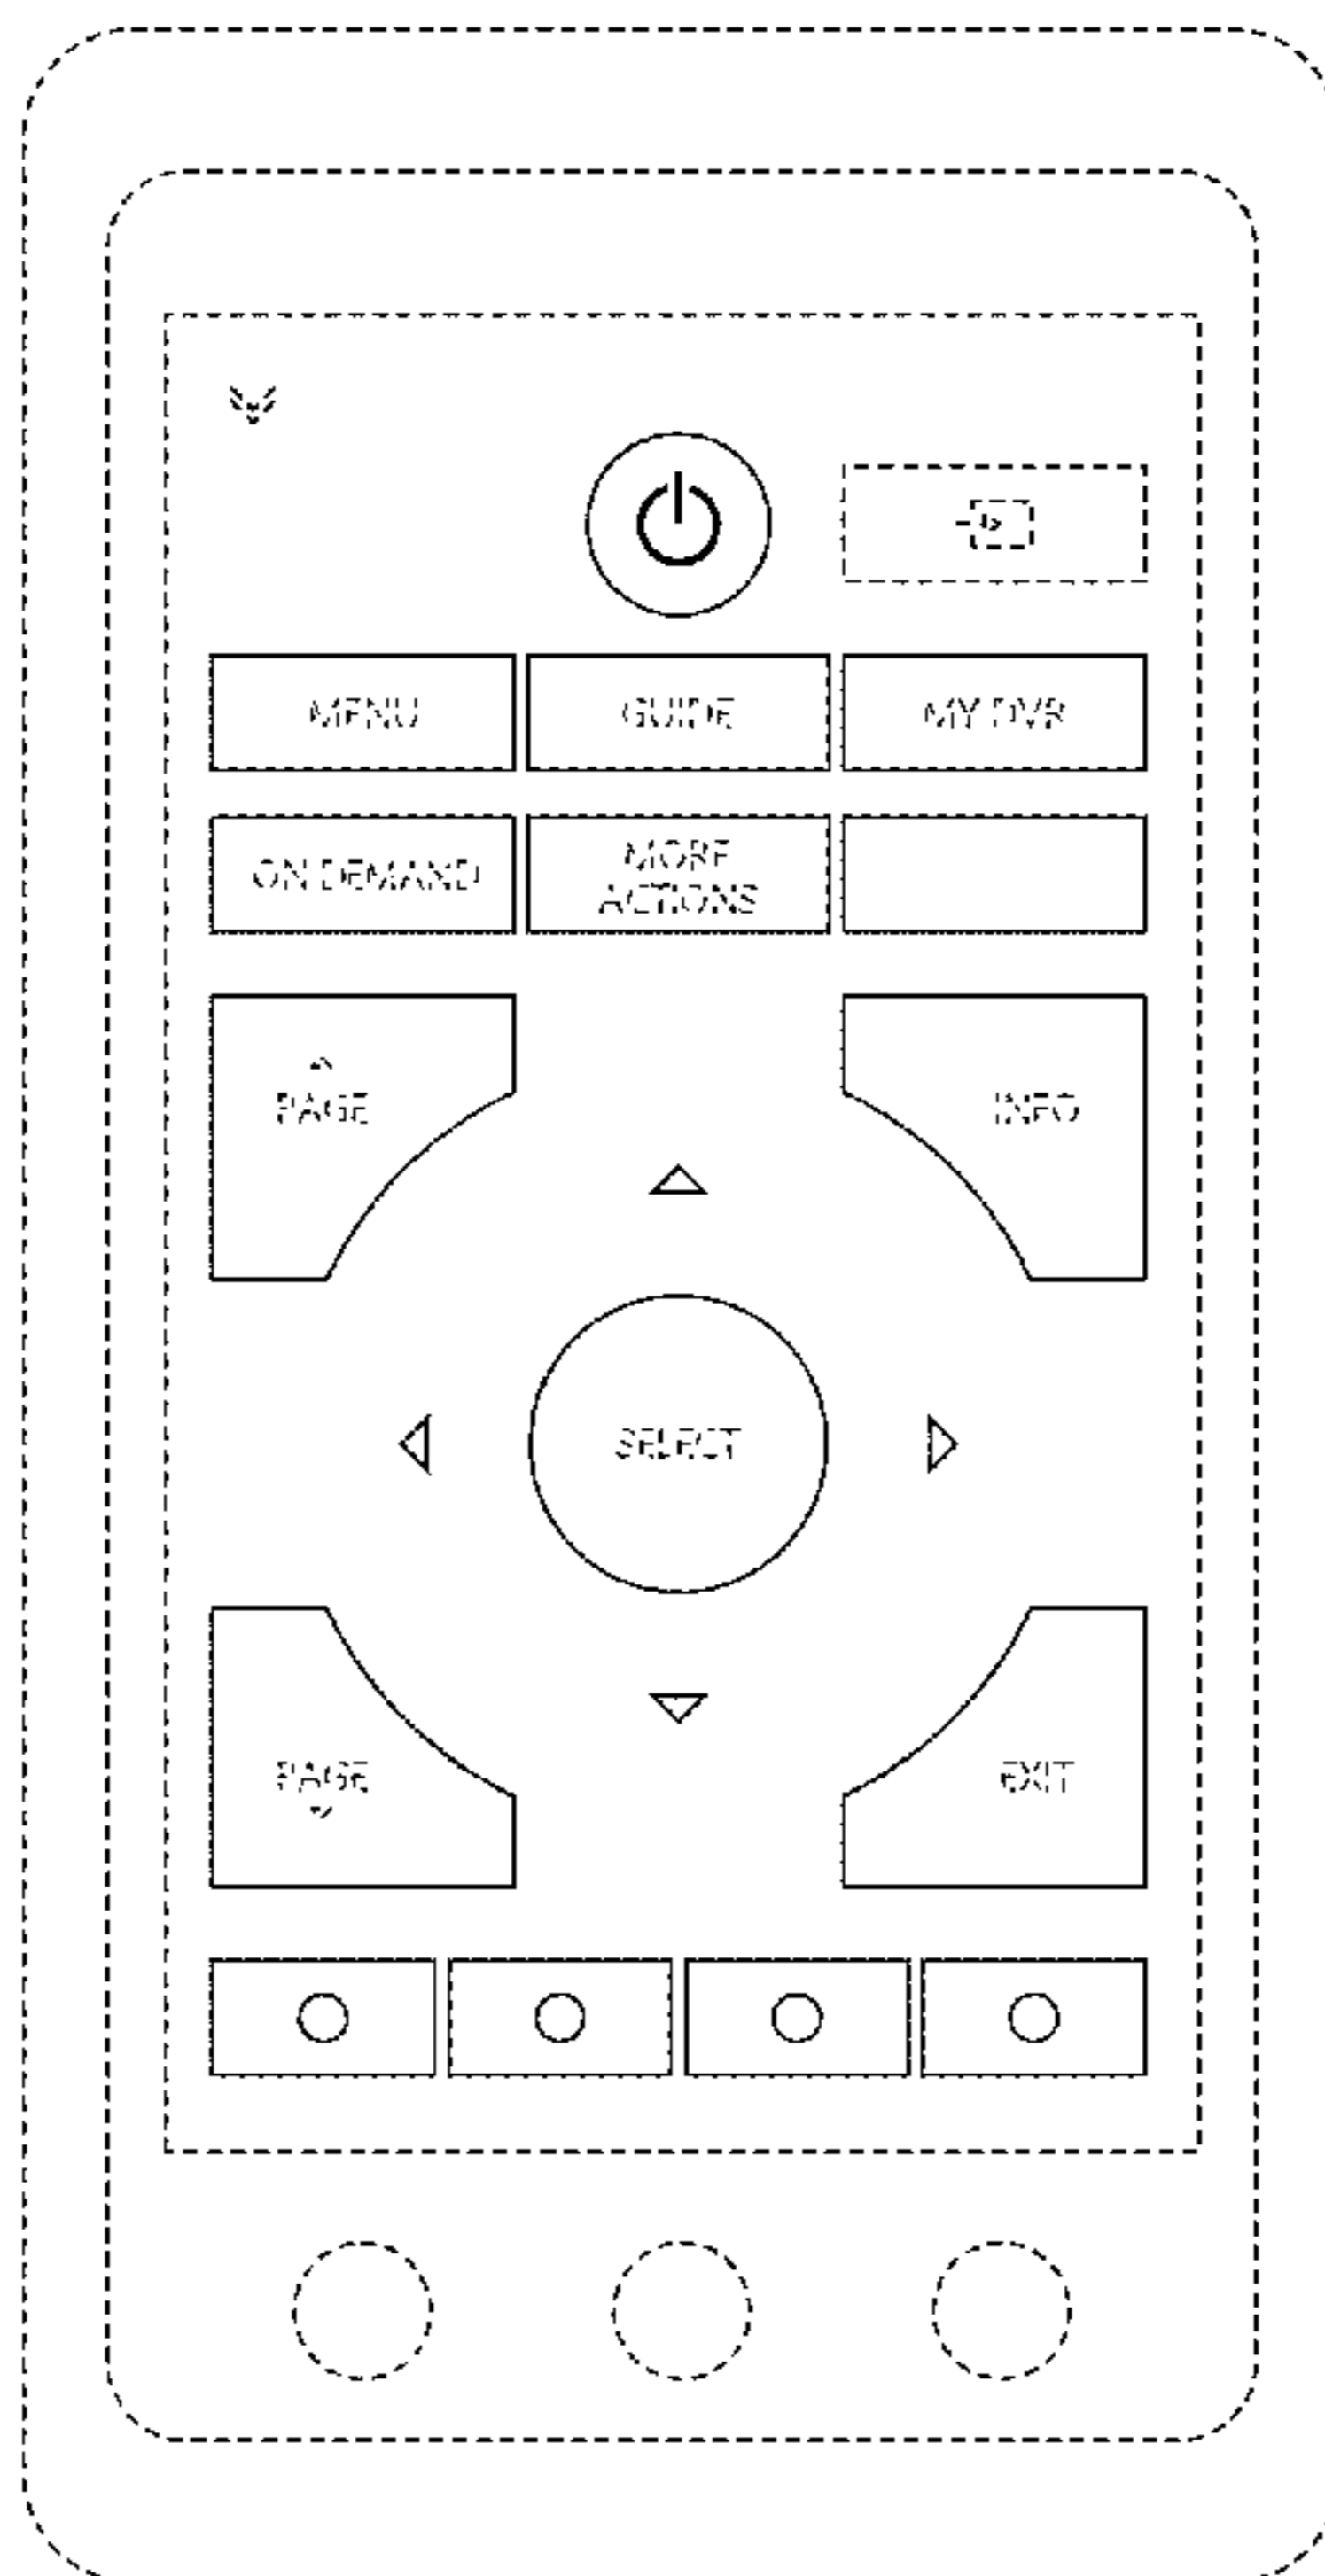 MENU
GUIDE
MY DVR
ON DEMAND
MORE
ACTIONS
PAGE
INFO
SELECT
PAGE
EXIT